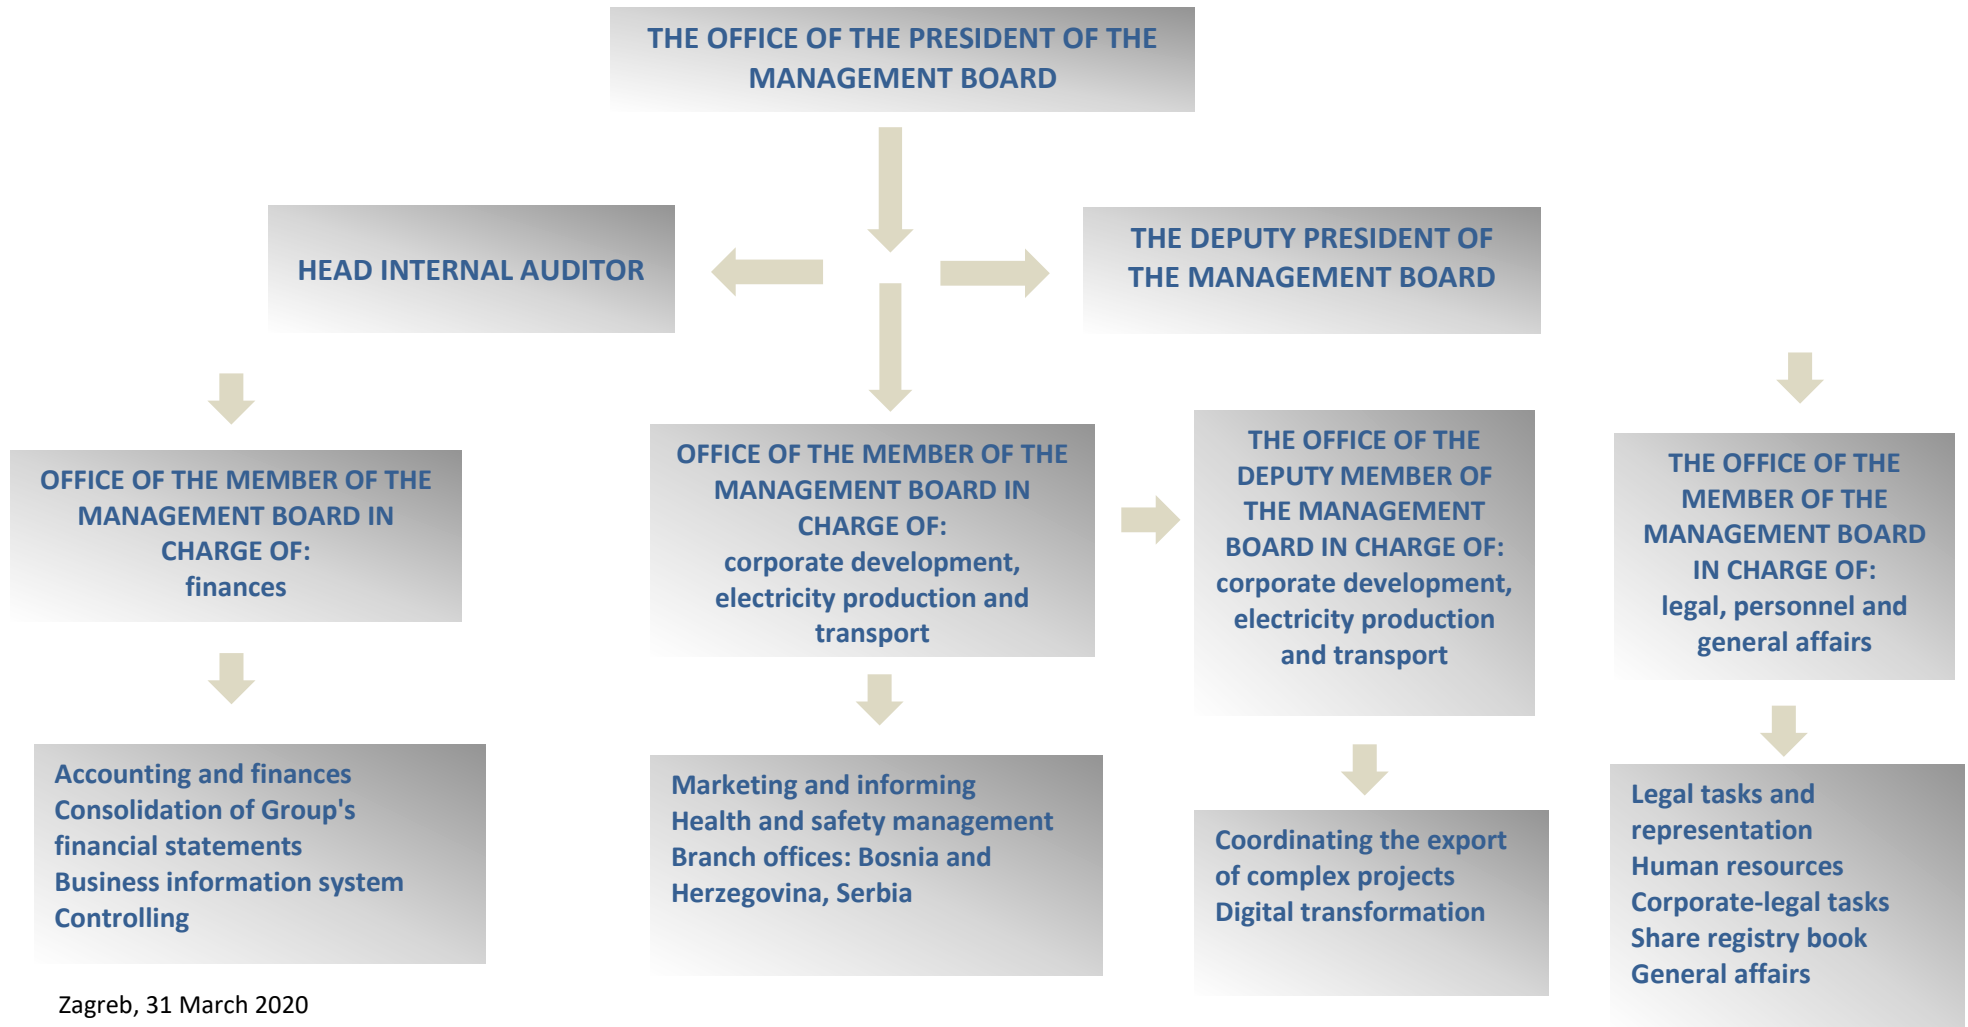 THE OFFICE OF THE PRESIDENT OF THE
MANAGEMENT BOARD
HEAD INTERNAL AUDITOR
THE DEPUTY PRESIDENT OF
THE MANAGEMENT BOARD
OFFICE OF THE MEMBER OF THE
MANAGEMENT BOARD IN
CHARGE OF:
finances
OFFICE OF THE MEMBER OF THE
MANAGEMENT BOARD IN
CHARGE OF:
corporate development,
electricity production and
transport
THE OFFICE OF THE
DEPUTY MEMBER OF
THE MANAGEMENT
BOARD IN CHARGE OF:
corporate development,
electricity production
and transport
THE OFFICE OF THE
MEMBER OF THE
MANAGEMENT BOARD
IN CHARGE OF:
legal, personnel and
general affairs
Accounting and finances
Consolidation of Group's
financial statements
Business information system
Controlling
Marketing and informing
Health and safety management
Branch offices: Bosnia and
Herzegovina, Serbia
Coordinating the export
of complex projects
Digital transformation
Legal tasks and
representation
Human resources
Corporate-legal tasks
Share registry book
General affairs
Zagreb, 31 March 2020